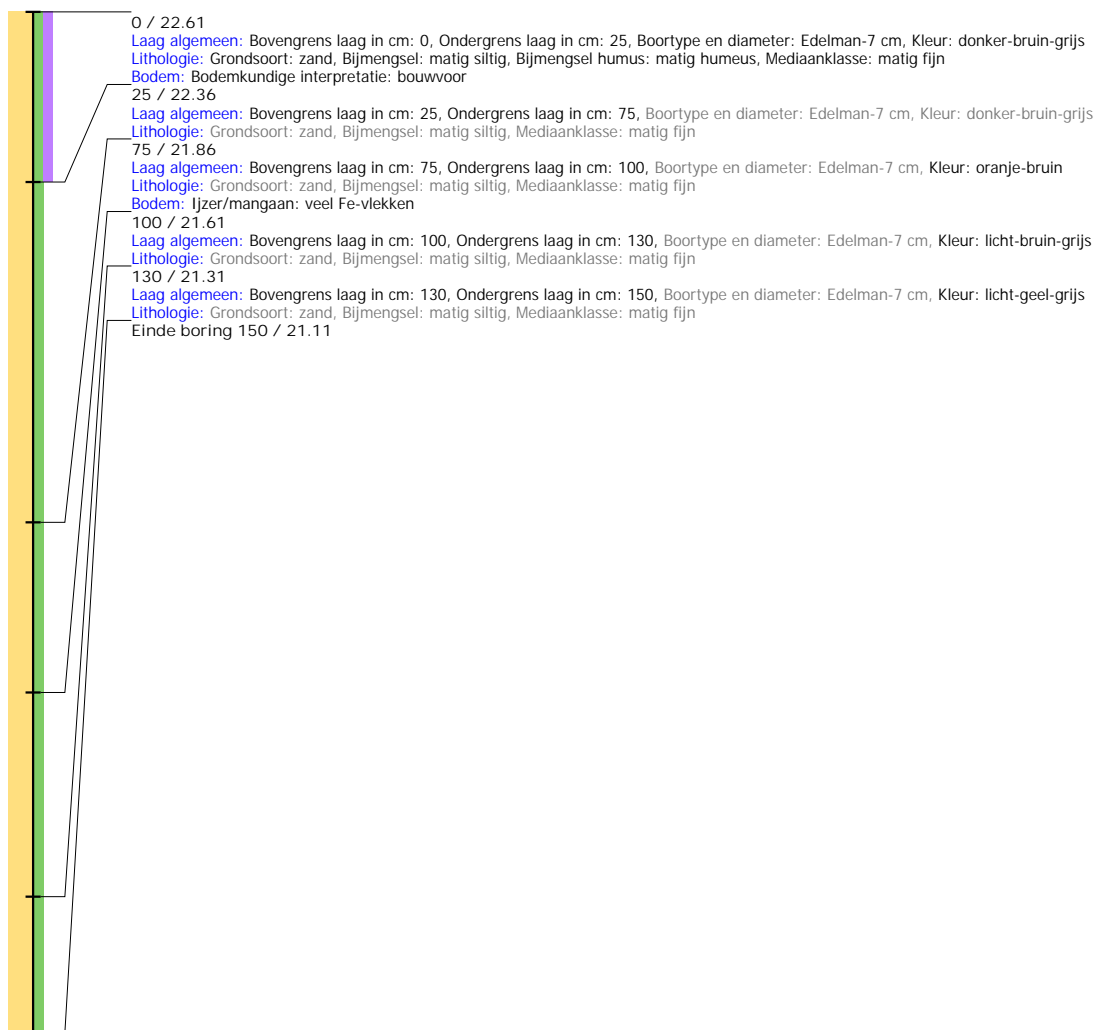 0 / 22.61
Laag algemeen: Bovengrens laag in cm: 0, Ondergrens laag in cm: 25, Boortype en diameter: Edelman-7 cm, Kleur: donker-bruin-grijs
Lithologie: Grondsoort: zand, Bijmengsel: matig siltig, Bijmengsel humus: matig humeus, Mediaanklasse: matig fijn
Bodem: Bodemkundige interpretatie: bouwvoor
25 / 22.36
Laag algemeen: Bovengrens laag in cm: 25, Ondergrens laag in cm: 75, Boortype en diameter: Edelman-7 cm, Kleur: donker-bruin-grijs
Lithologie: Grondsoort: zand, Bijmengsel: matig siltig, Mediaanklasse: matig fijn
75 / 21.86
Laag algemeen: Bovengrens laag in cm: 75, Ondergrens laag in cm: 100, Boortype en diameter: Edelman-7 cm, Kleur: oranje-bruin
Lithologie: Grondsoort: zand, Bijmengsel: matig siltig, Mediaanklasse: matig fijn
Bodem: Ijzer/mangaan: veel Fe-vlekken
100 / 21.61
Laag algemeen: Bovengrens laag in cm: 100, Ondergrens laag in cm: 130, Boortype en diameter: Edelman-7 cm, Kleur: licht-bruin-grijs
Lithologie: Grondsoort: zand, Bijmengsel: matig siltig, Mediaanklasse: matig fijn
130 / 21.31
Laag algemeen: Bovengrens laag in cm: 130, Ondergrens laag in cm: 150, Boortype en diameter: Edelman-7 cm, Kleur: licht-geel-grijs
Lithologie: Grondsoort: zand, Bijmengsel: matig siltig, Mediaanklasse: matig fijn
Einde boring 150 / 21.11